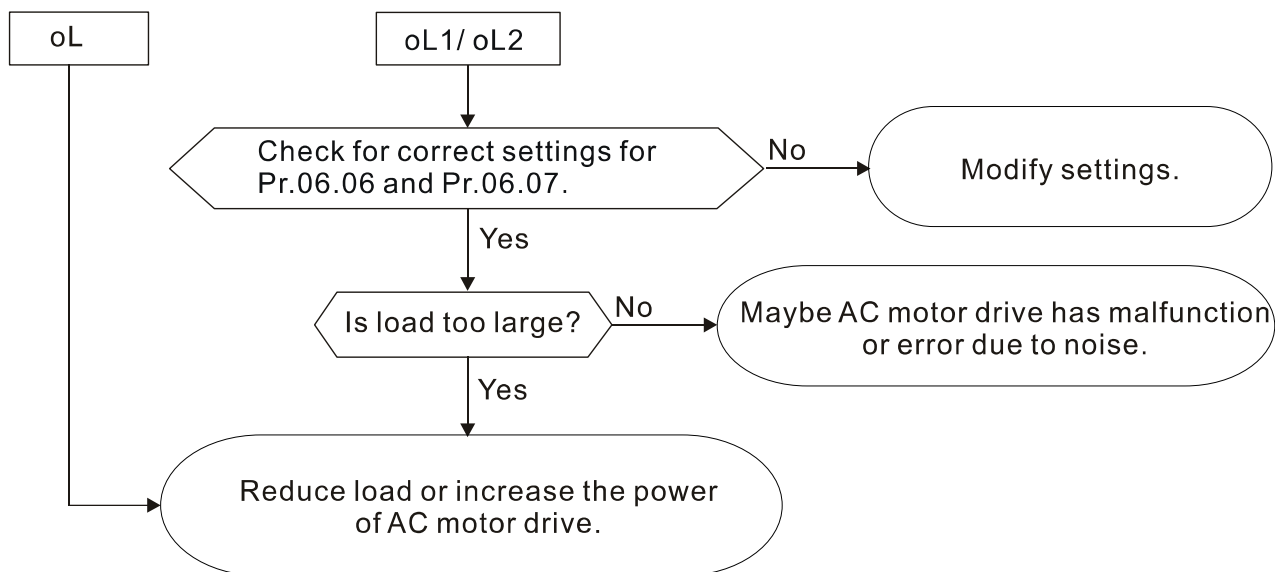 oL
oL1/ oL2
Check for correct settings for
Pr.06.06 and Pr.06.07.
No
Modify settings.
Yes
Is load too large?
No
Maybe AC motor drive has malfunction
or error due to noise.
Yes
Reduce load or increase the power
of AC motor drive.